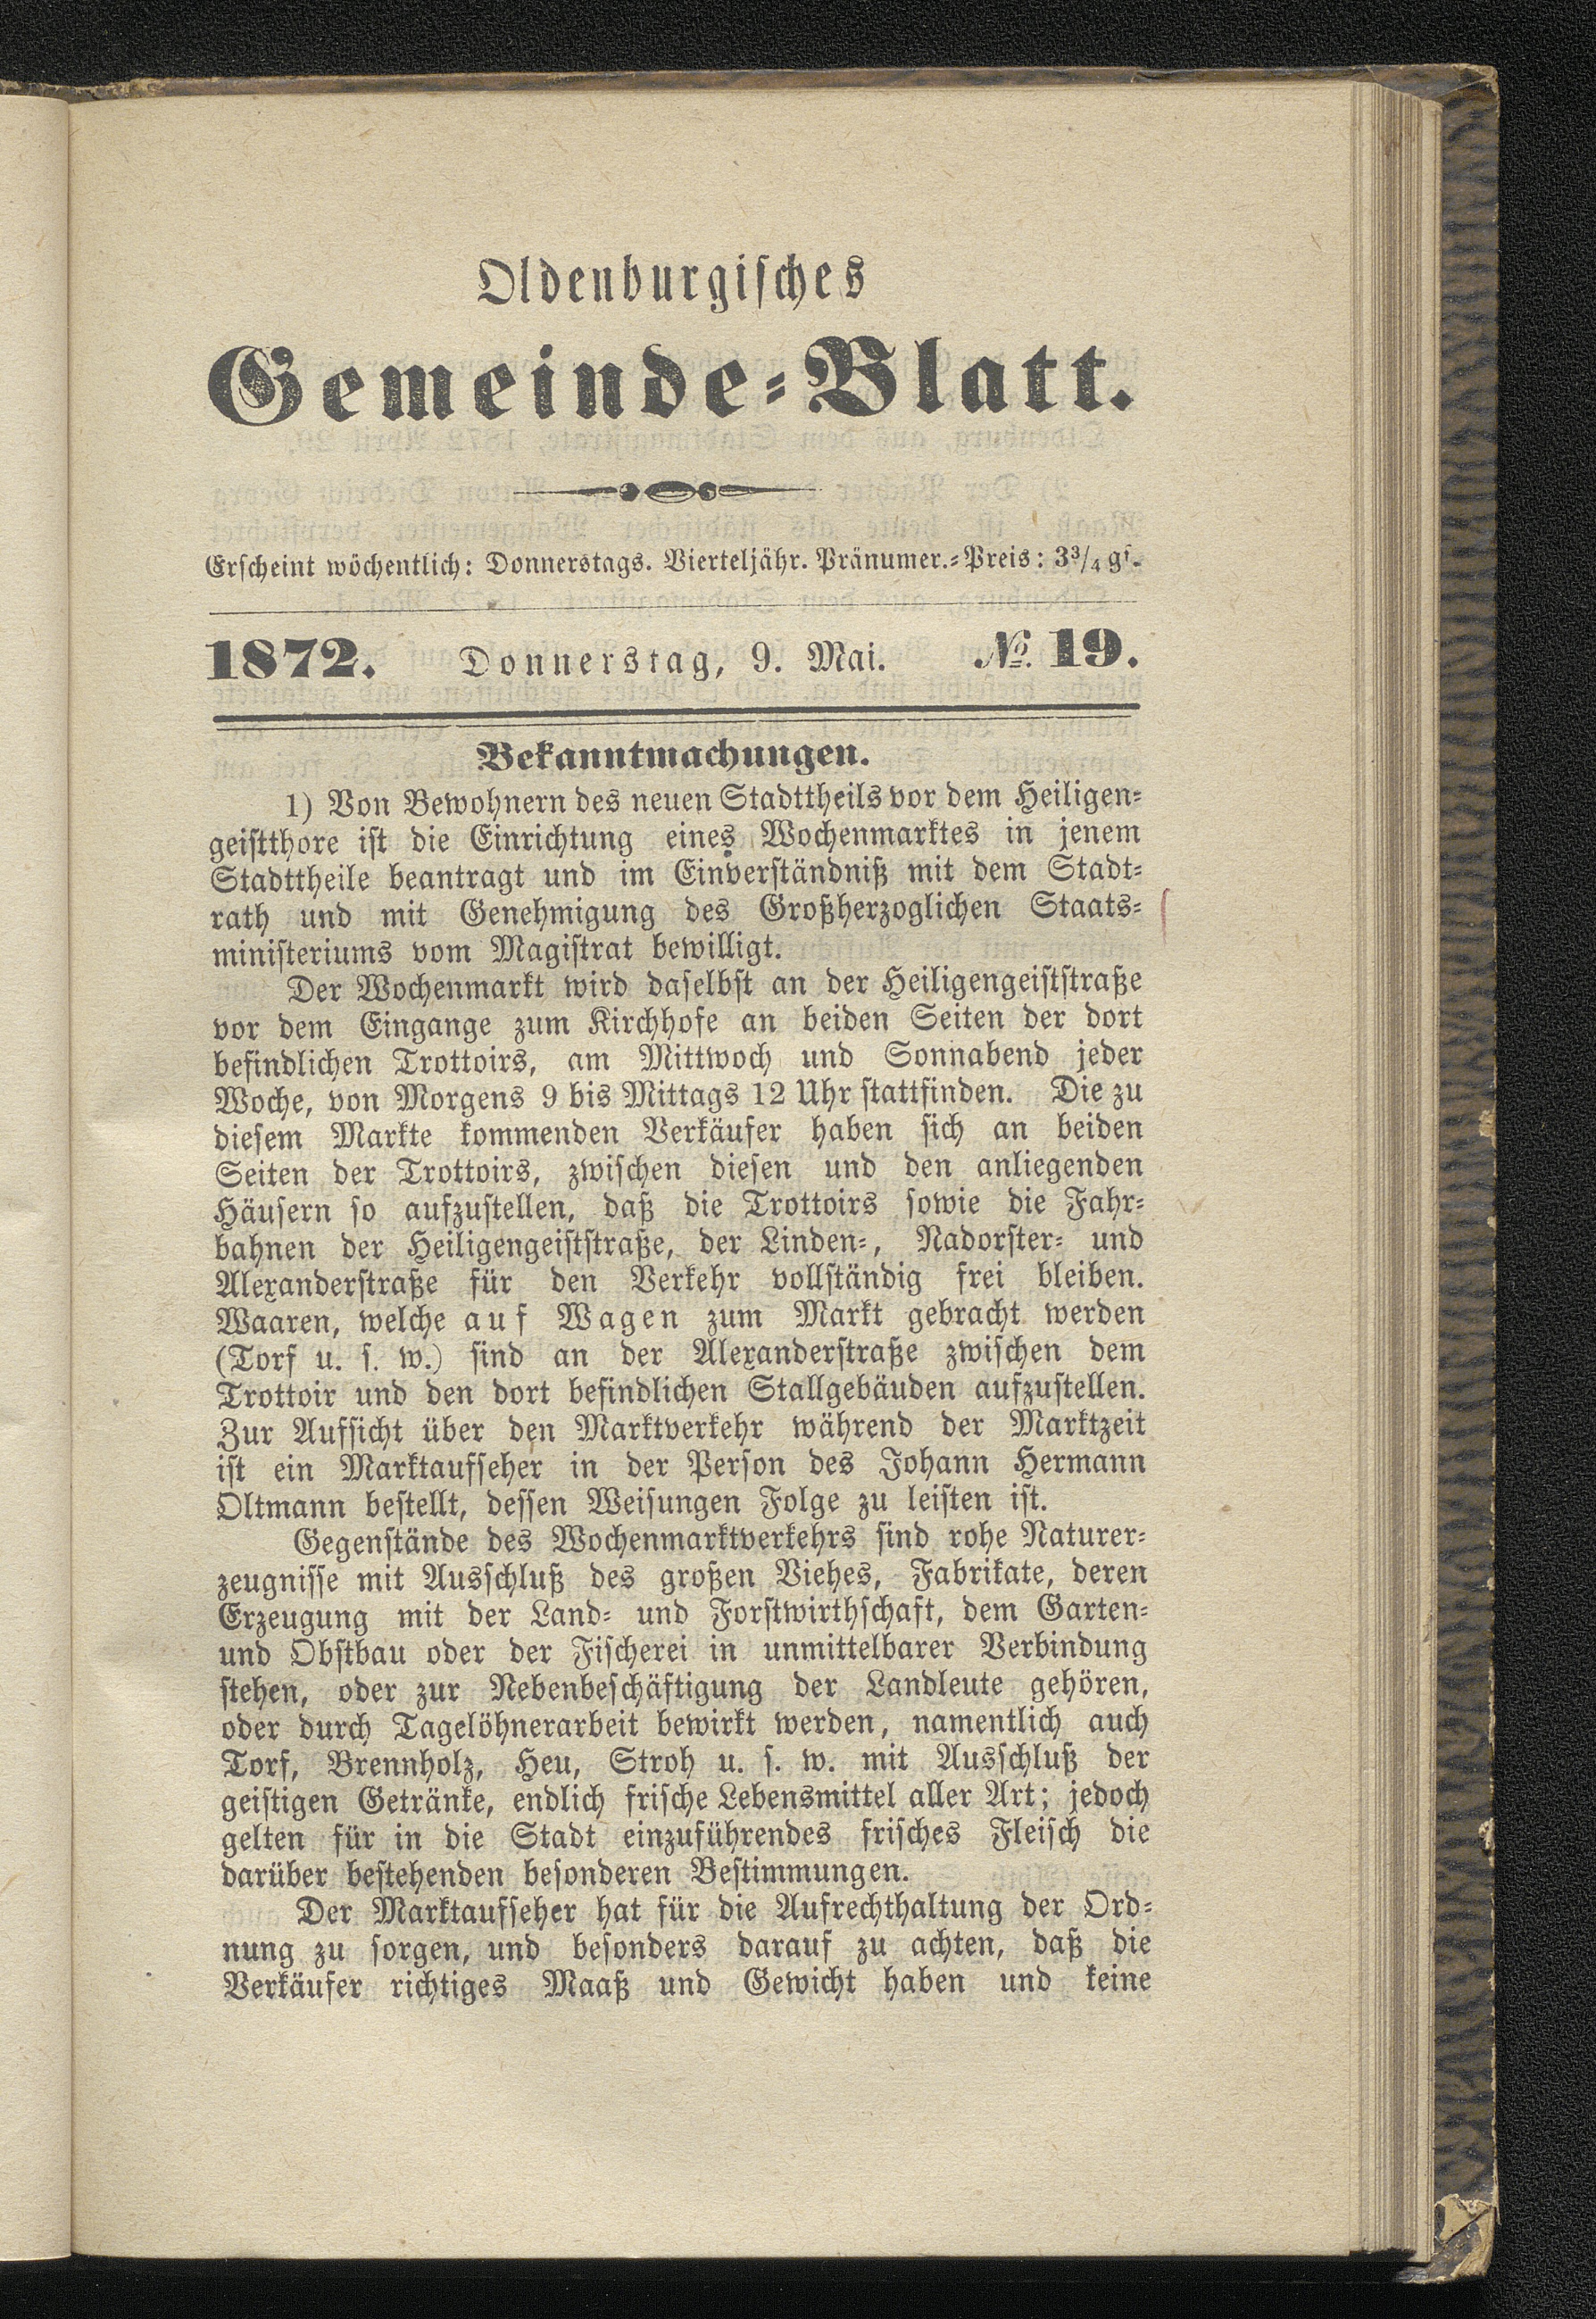 Oldenburgisches
Gemeinde-Blatt.
Erscheint wöchentlich: Donnerstags. Vierteljähr. Pränumer.-Preis: 3¾ gſ.
1872. Donnerstag, 9. Mai. № 19.
Bekanntmachungen.
1) Von Bewohnern des neuen Stadttheils vor dem Heiligen-
geistthore ist die Einrichtung eines Wochenmarktes in jenem
Stadttheile beantragt und im Einverständniß mit dem Stadt-
rath und mit Genehmigung des Großherzoglichen Staats-
ministeriums vom Magistrat bewilligt.
Der Wochenmarkt wird daselbst an der Heiligengeiststraße
vor dem Eingange zum Kirchhofe an beiden Seiten der dort
befindlichen Trottoirs, am Mittwoch und Sonnabend jeder
Woche, von Morgens 9 bis Mittags 12 Uhr stattfinden. Die zu
diesem Markte kommenden Verkäufer haben sich an beiden
Seiten der Trottoirs, zwischen diesen und den anliegenden
Häusern so aufzustellen, daß die Trottoirs sowie die Fahr-
bahnen der Heiligengeiststraße, der Linden-, Nadorster- und
Alexanderstraße für den Verkehr vollständig frei bleiben.
Waaren, welche auf Wagen zum Markt gebracht werden
(Torf u. s. w.) sind an der Alexanderstraße zwischen dem
Trottoir und den dort befindlichen Stallgebäuden aufzustellen.
Zur Aufsicht über den Marktverkehr während der Marktzeit
ist ein Marktaufseher in der Person des Johann Hermann
Oltmann bestellt, dessen Weisungen Folge zu leisten ist.
Gegenstände des Wochenmarktverkehrs sind rohe Naturer-
zeugnisse mit Ausschluß des großen Viehes, Fabrikate, deren
Erzeugung mit der Land- und Forstwirthschaft, dem Garten-
und Obstbau oder der Fischerei in unmittelbarer Verbindung
stehen, oder zur Nebenbeschäftigung der Landleute gehören,
oder durch Tagelöhnerarbeit bewirkt werden, namentlich auch
Torf, Brennholz, Heu, Stroh u. s. w. mit Ausschluß der
geistigen Getränke, endlich frische Lebensmittel aller Art; jedoch
gelten für in die Stadt einzuführendes frisches Fleisch die
darüber bestehenden besonderen Bestimmungen.
Der Marktaufseher hat für die Aufrechthaltung der Ord-
nung zu sorgen, und besonders darauf zu achten, daß die
Verkäufer richtiges Maaß und Gewicht haben und keine